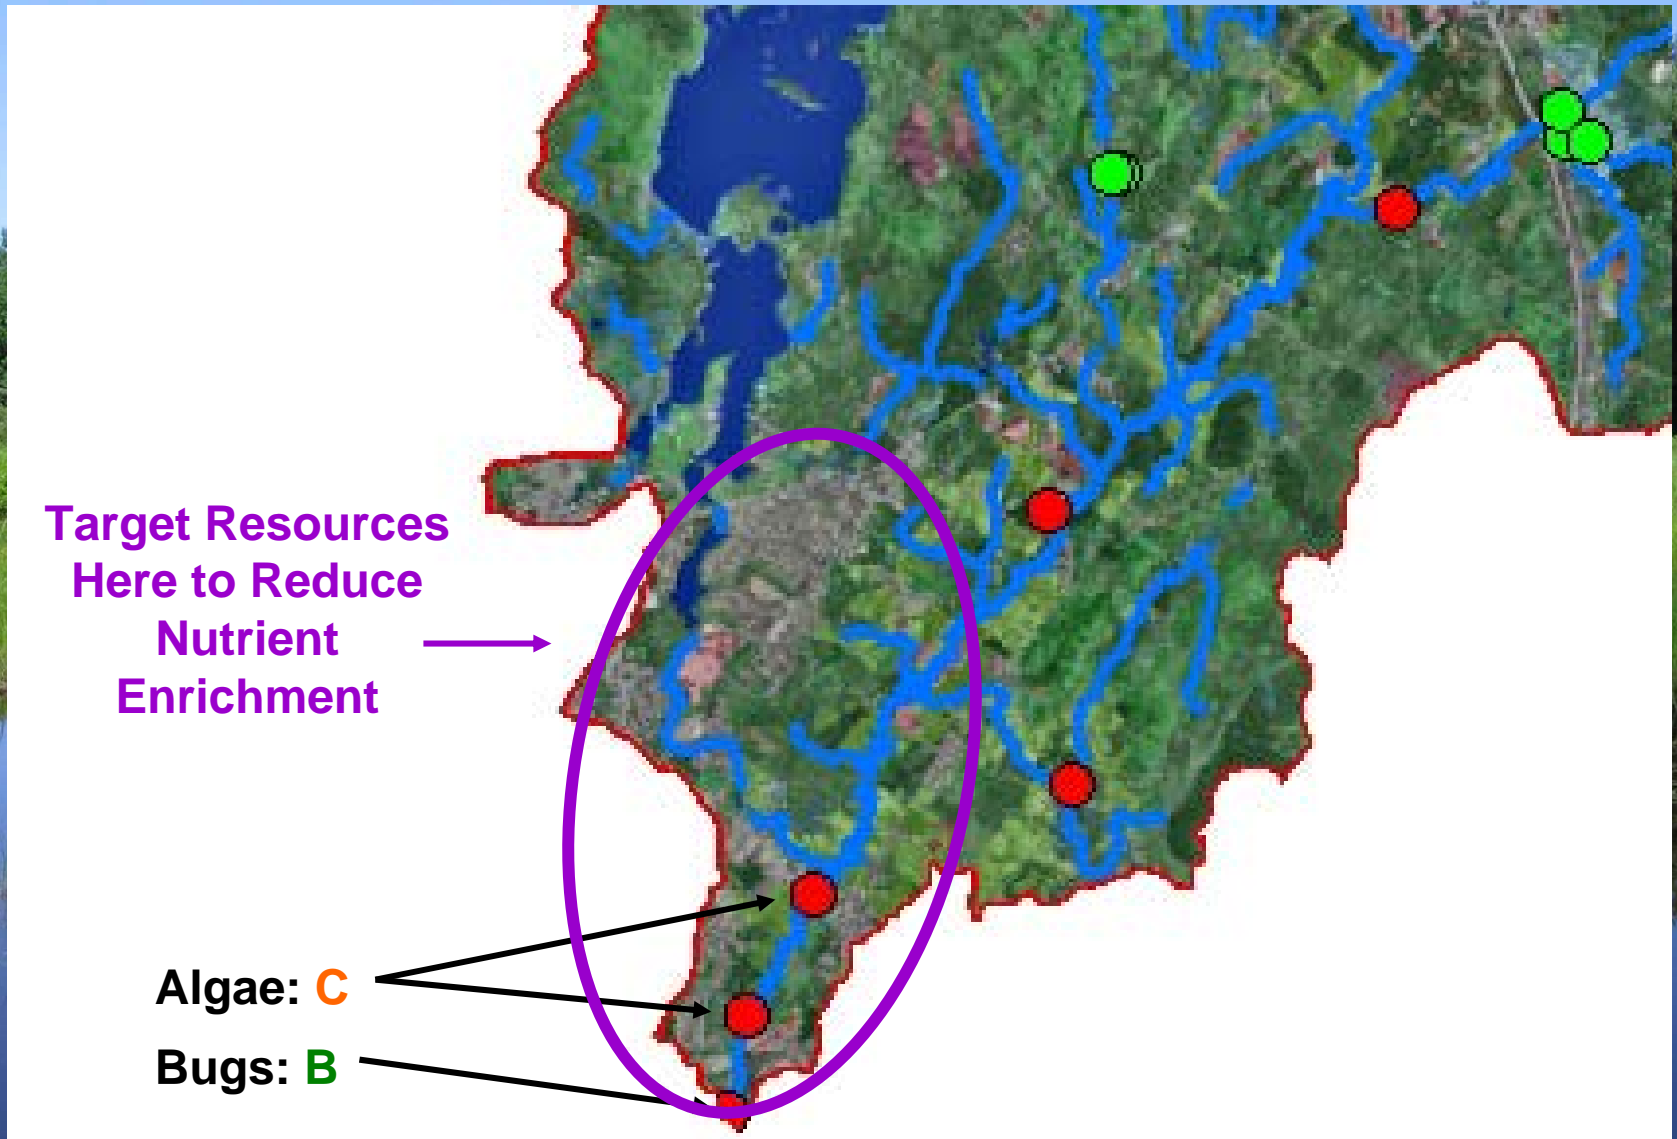 Target Resources
Here to Reduce
Nutrient
Enrichment
Algae: C
Bugs: B